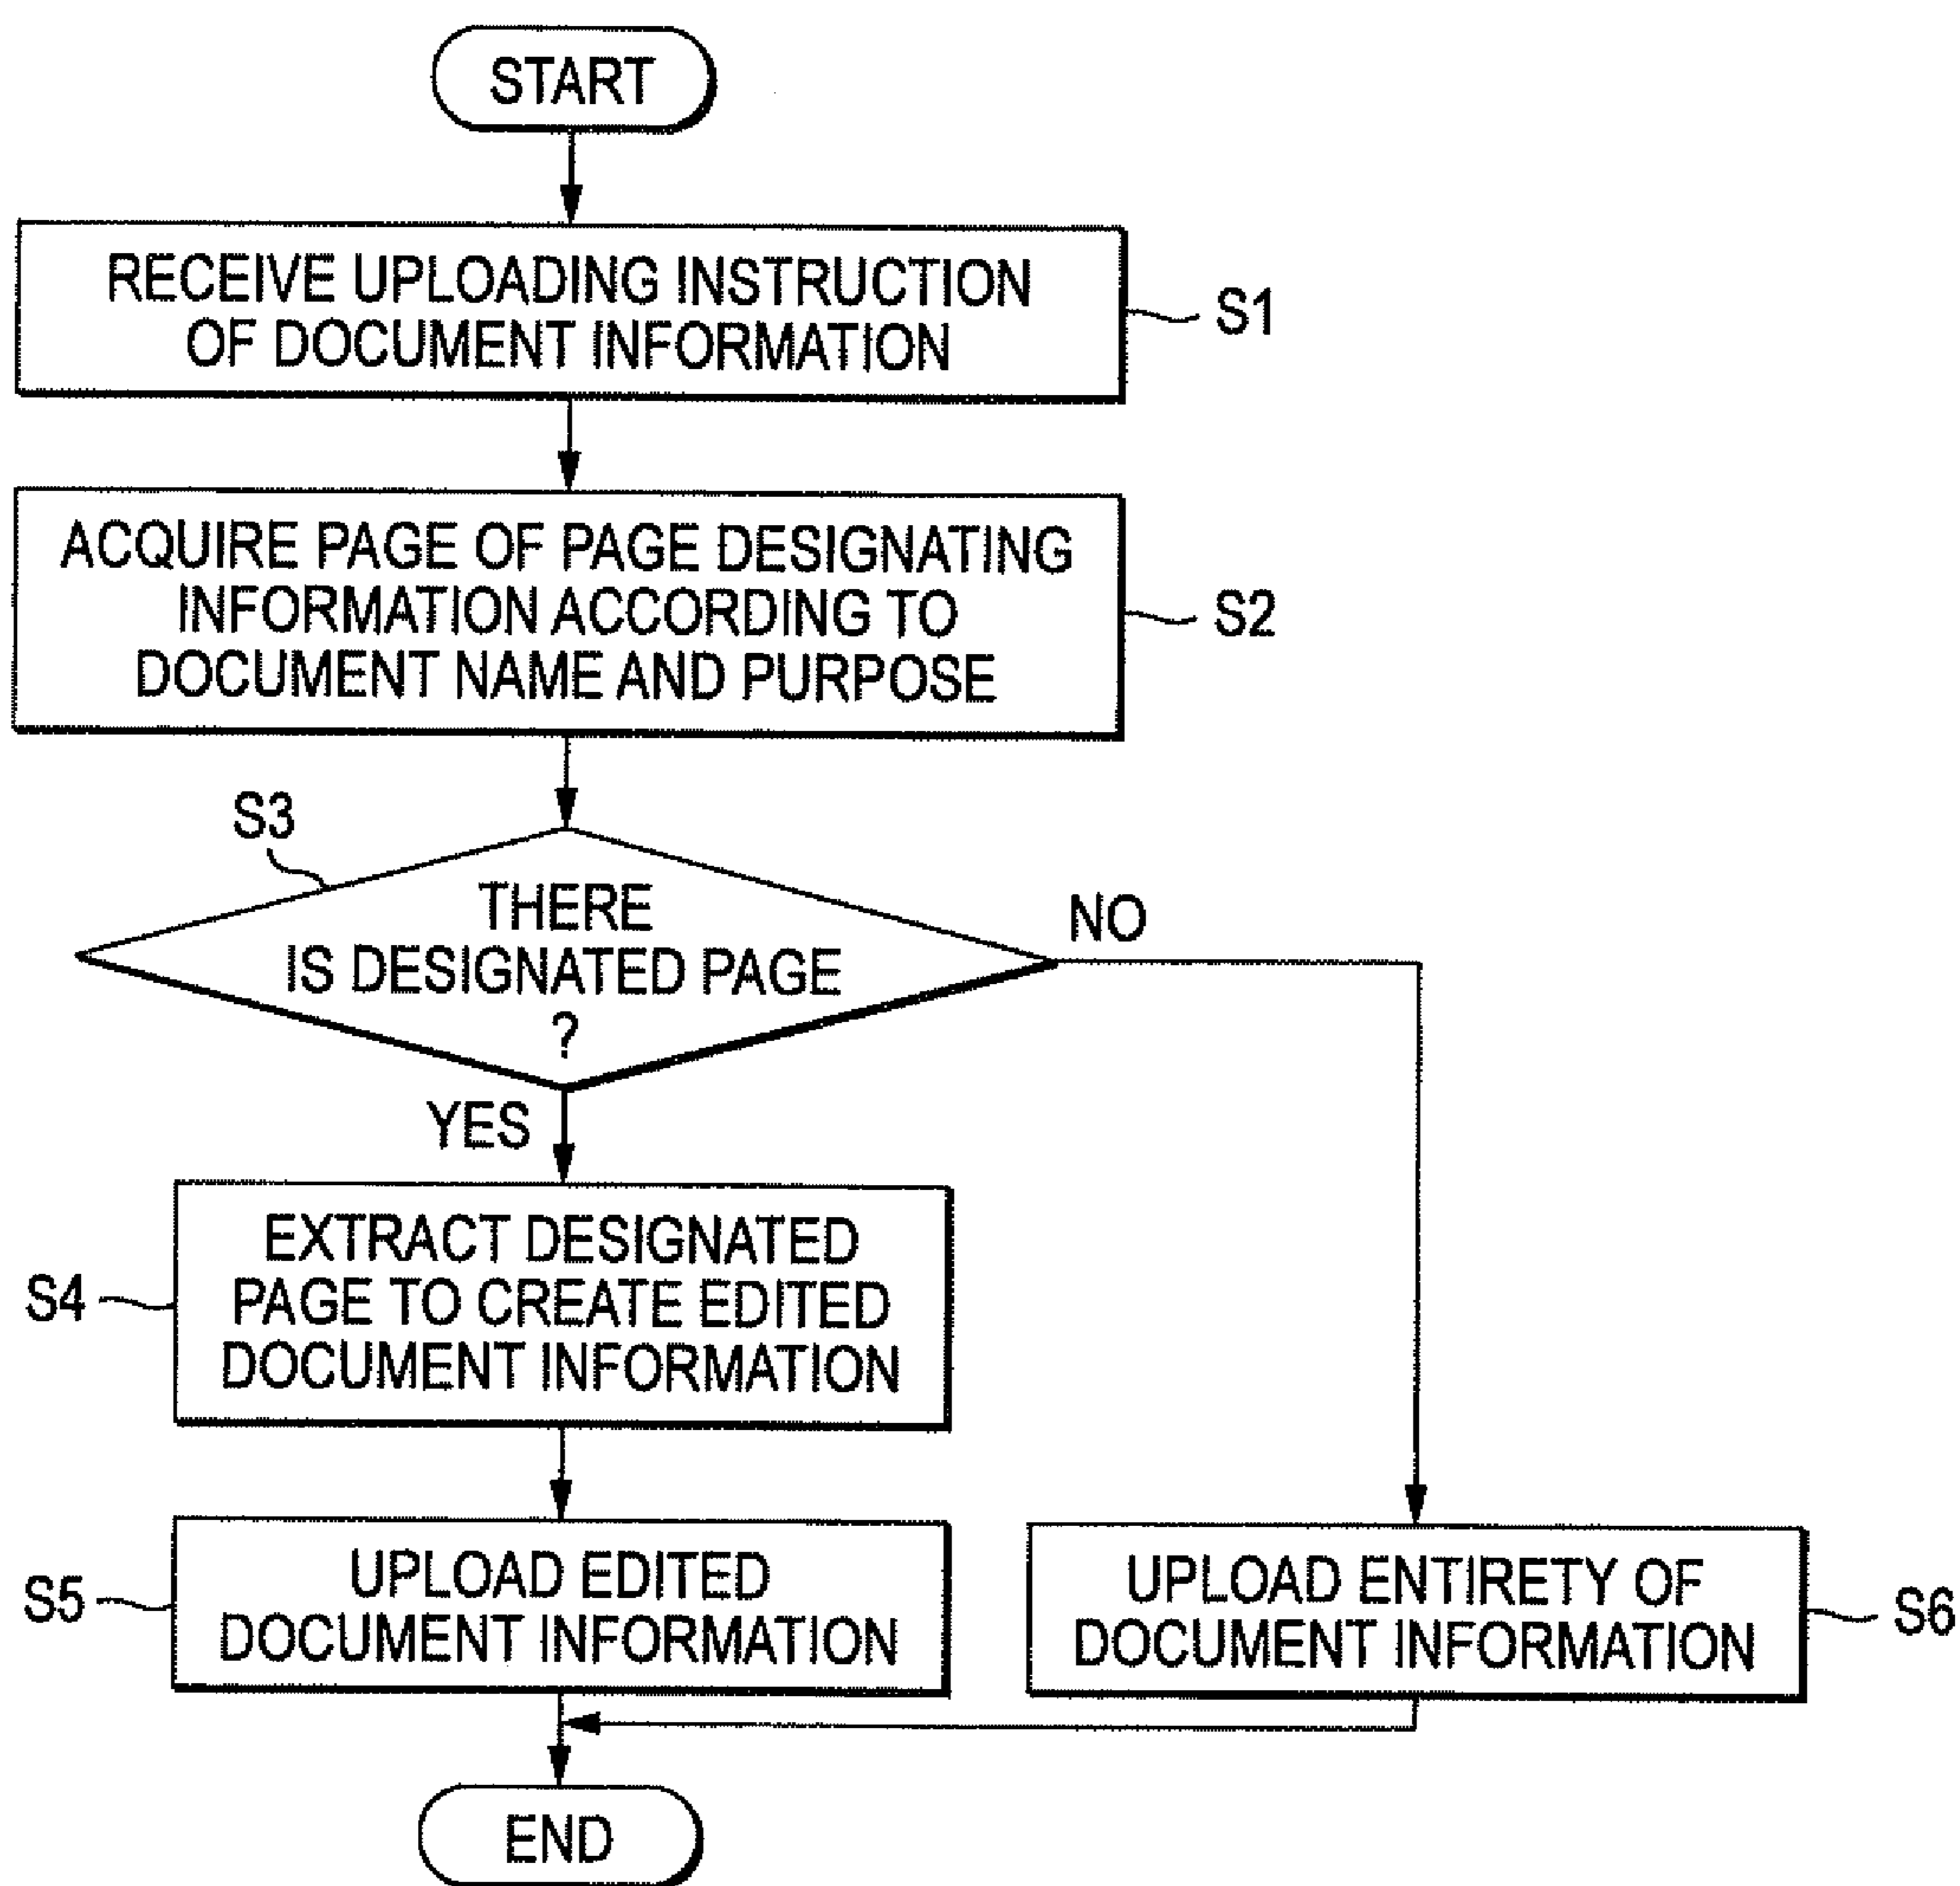 START
RECEIVE UPLOADING INSTRUCTION
OF DOCUMENT INFORMATION
S1
ACQUIRE PAGE OF PAGE DESIGNATING
INFORMATION ACCORDING TO
DOCUMENT NAME AND PURPOSE
S2
S3
THERE
IS DESIGNATED PAGE
?
NO
YES
EXTRACT DESIGNATED
PAGE TO CREATE EDITED
DOCUMENT INFORMATION
S4
UPLOAD EDITED
DOCUMENT INFORMATION
S5
UPLOAD ENTIRETY OF
DOCUMENT INFORMATION
S6
END